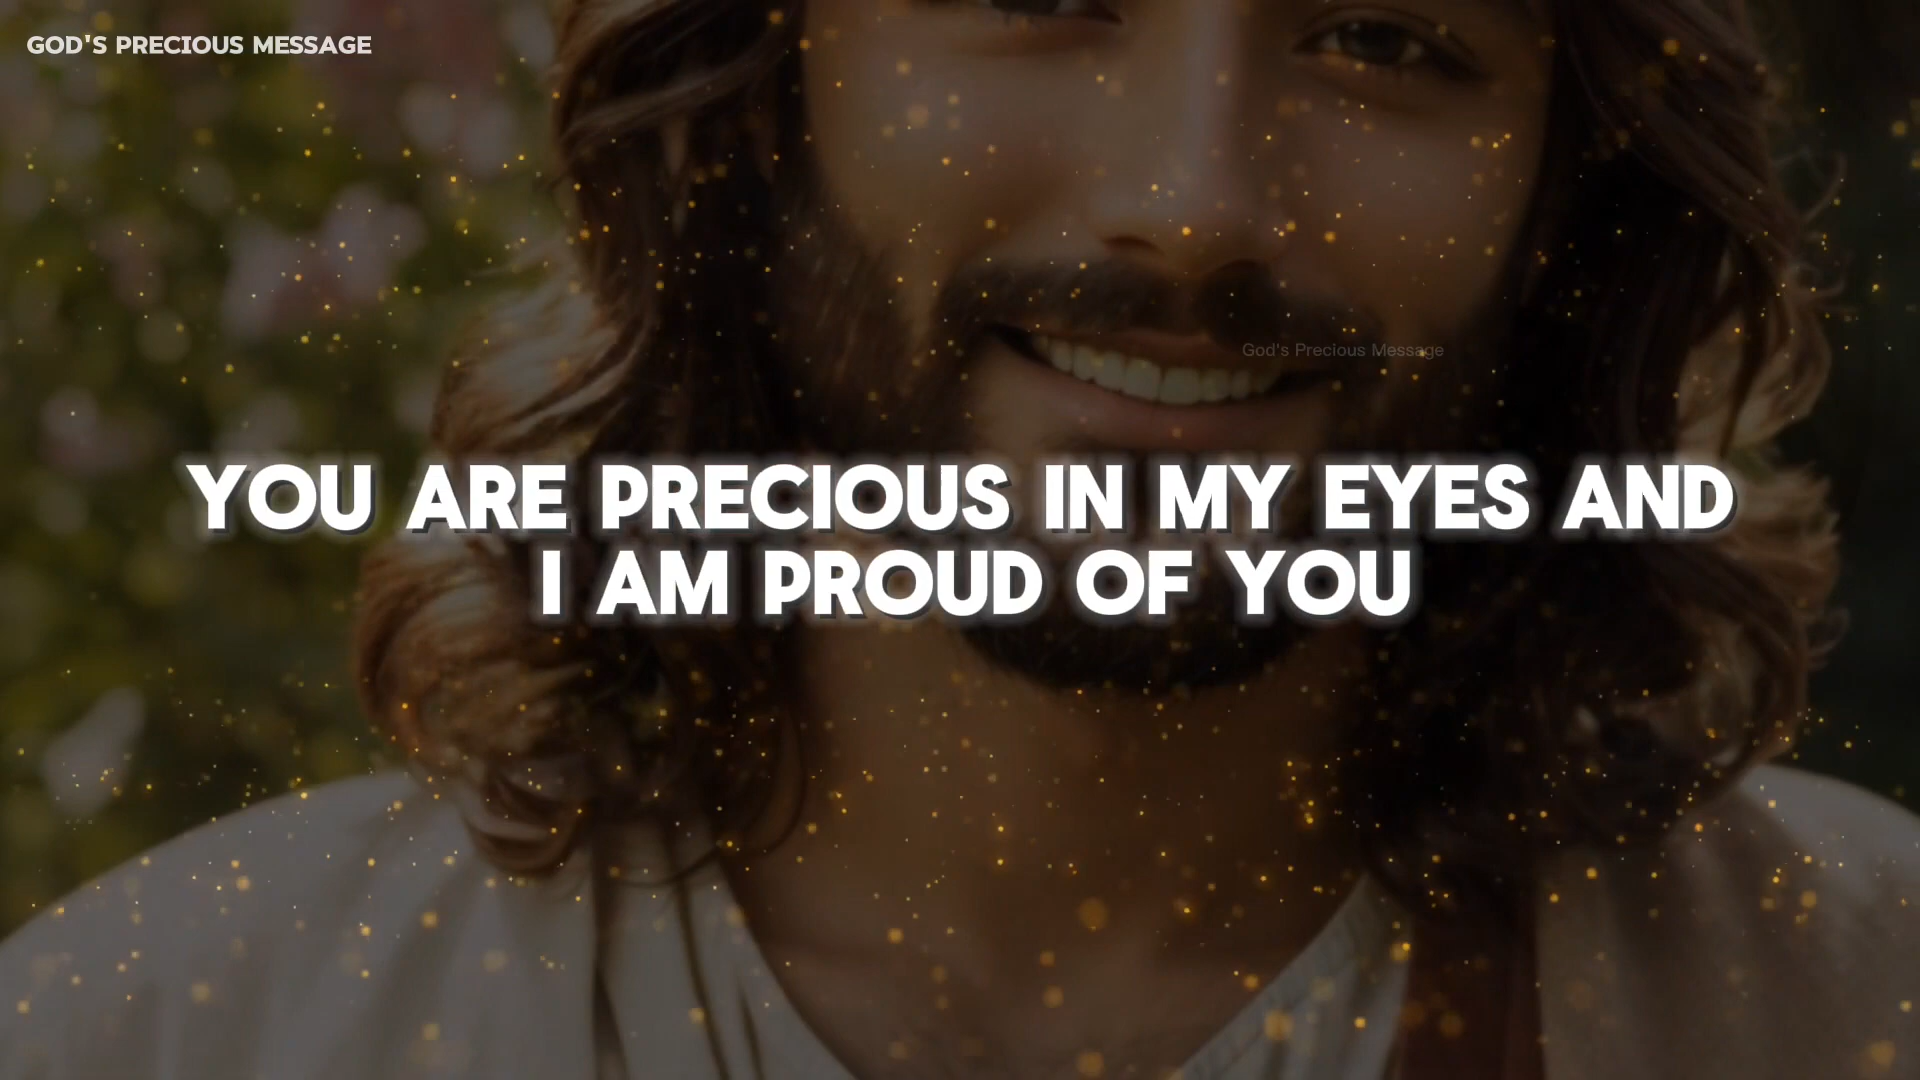 GOD'S PRECIOUS MESSAGE
God's Precious Message
YOU ARE PRECIOUS IN MY EYES AND
I AM PROUD OF YOU